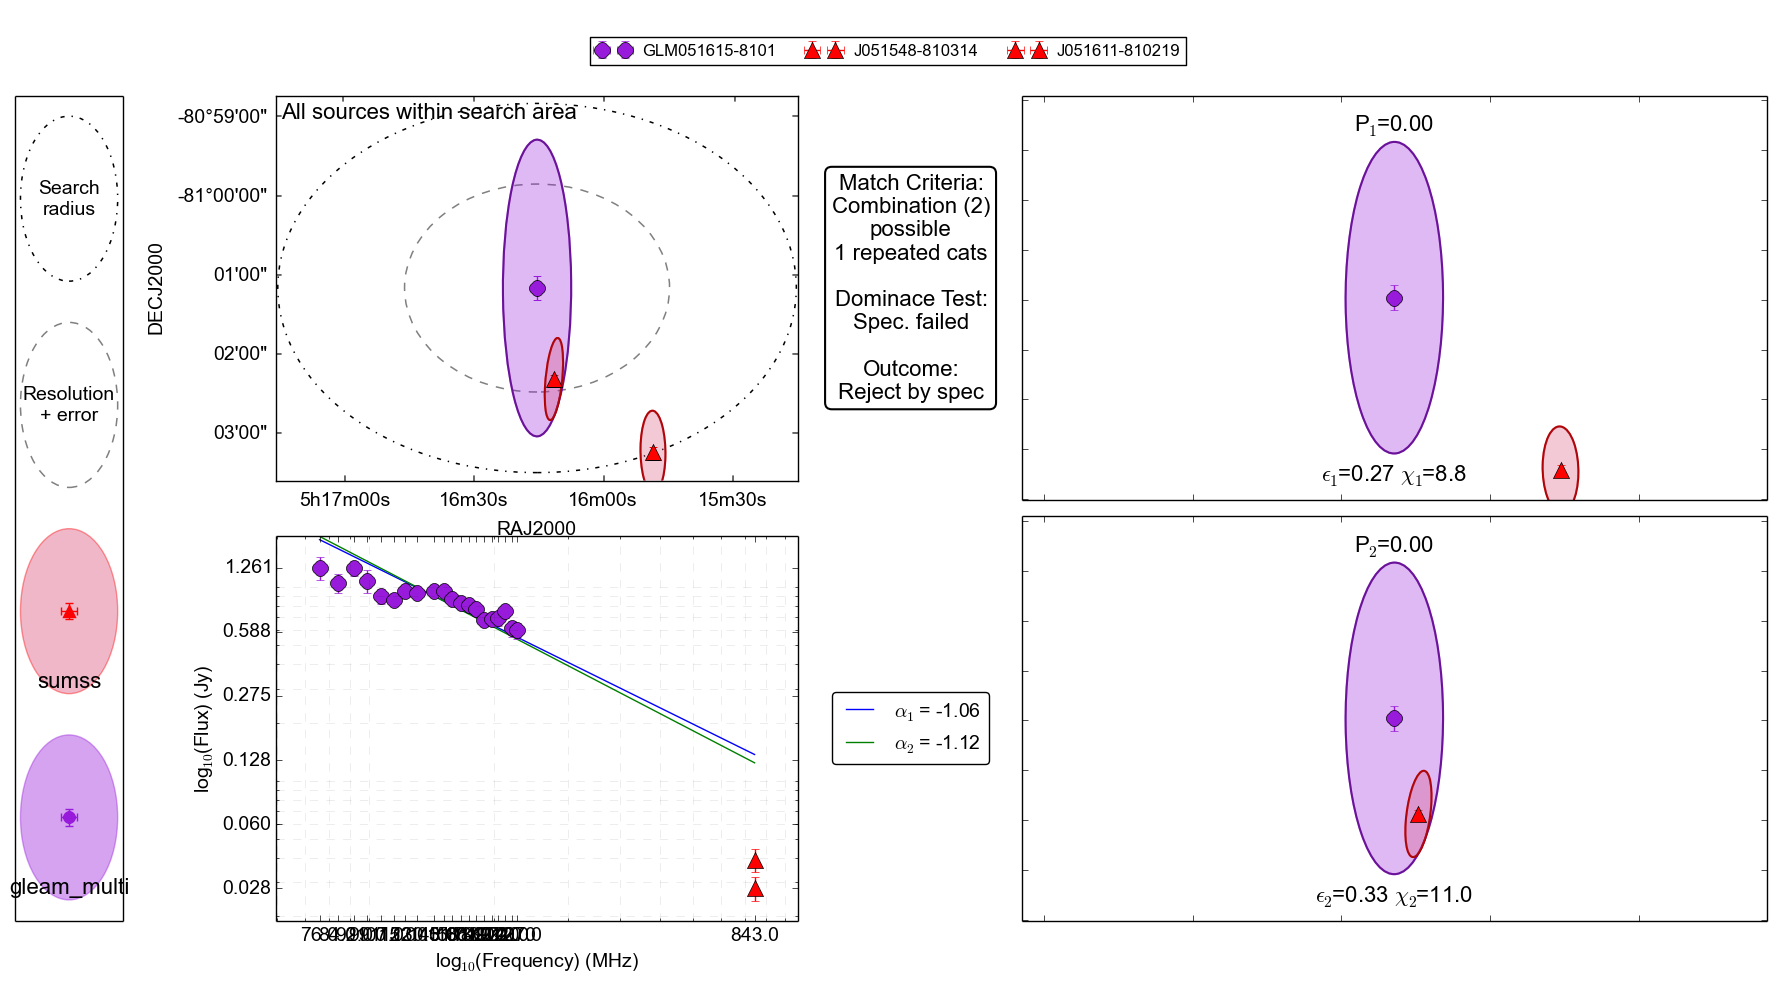 GLM051615-8101 J051548-810314 J051611-810219
Search
radius
Resolution
+ error
sumss
gleam_multi
All sources within search area
-80°59'00"
-81°00'00"
01'00"
02'00"
03'00"
DECJ2000
5h17m00s 16m30s 16m00s 15m30s
RAJ2000
Match Criteria:
Combination (2)
possible
1 repeated cats
Dominace Test:
Spec. failed
Outcome:
Reject by spec
P1=0.00
ϵ1=0.27 χ1=8.8
1.261
0.588
0.275
0.128
0.060
0.028
log10(Flux) (Jy)
843.0
log10(Frequency) (MHz)
α1 = -1.06
α2 = -1.12
P2=0.00
ϵ2=0.33 χ2=11.0